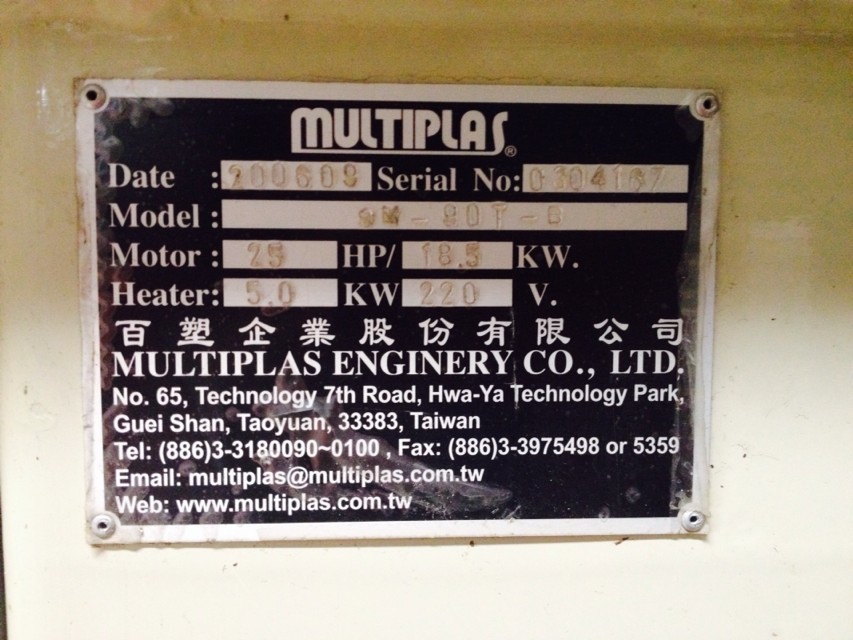 MULTIPLAS®
Date : 200609 Serial No: 0604167
Model : -90T-
Motor : 25 HP/ 18.5 KW.
Heater: 5.0 KW 220 V.
百塑企業股份有限公司
MULTIPLAS ENGINERY CO., LTD.
No. 65, Technology 7th Road, Hwa-Ya Technology Park,
Guei Shan, Taoyuan, 33383, Taiwan
Tel: (886)3-3180090~0100 , Fax: (886)3-3975498 or 5359
Email: multiplas@multiplas.com.tw
Web: www.multiplas.com.tw